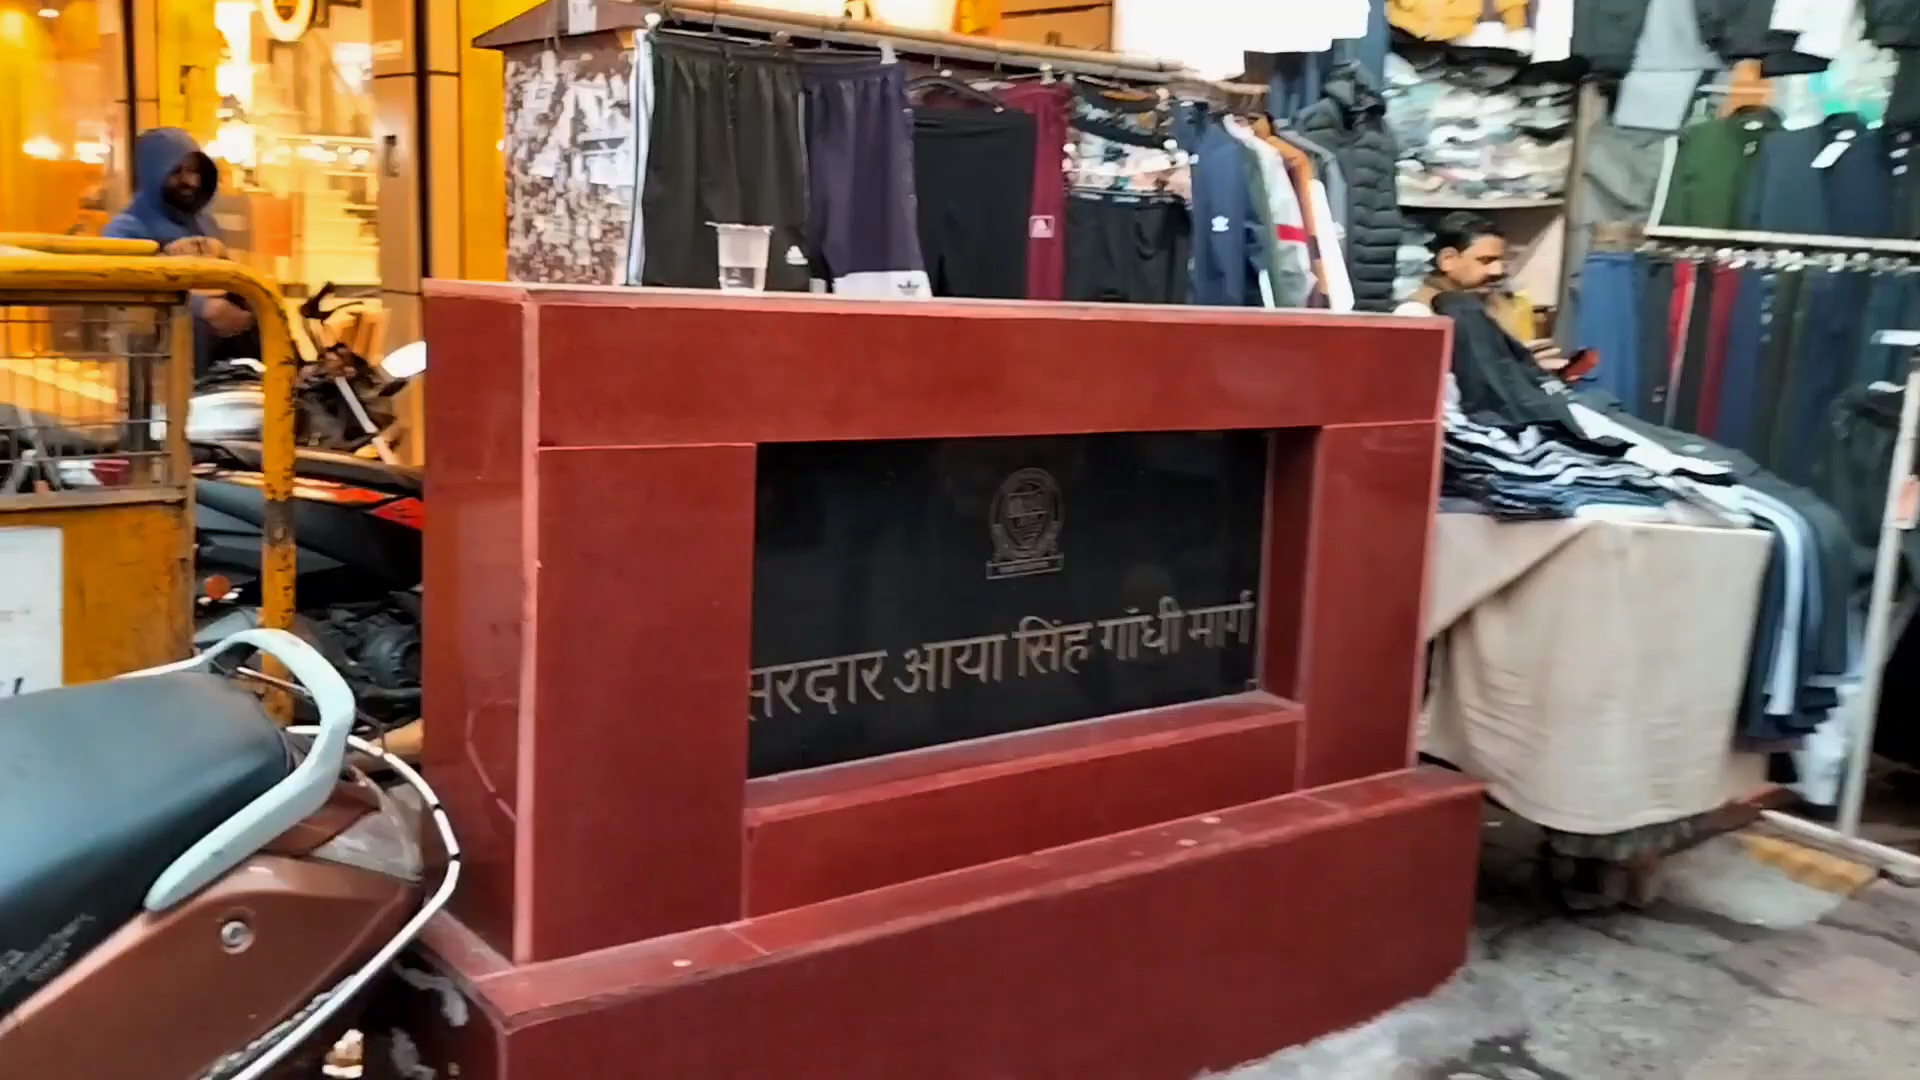 सरदार आया सिंह गाँधी मार्ग